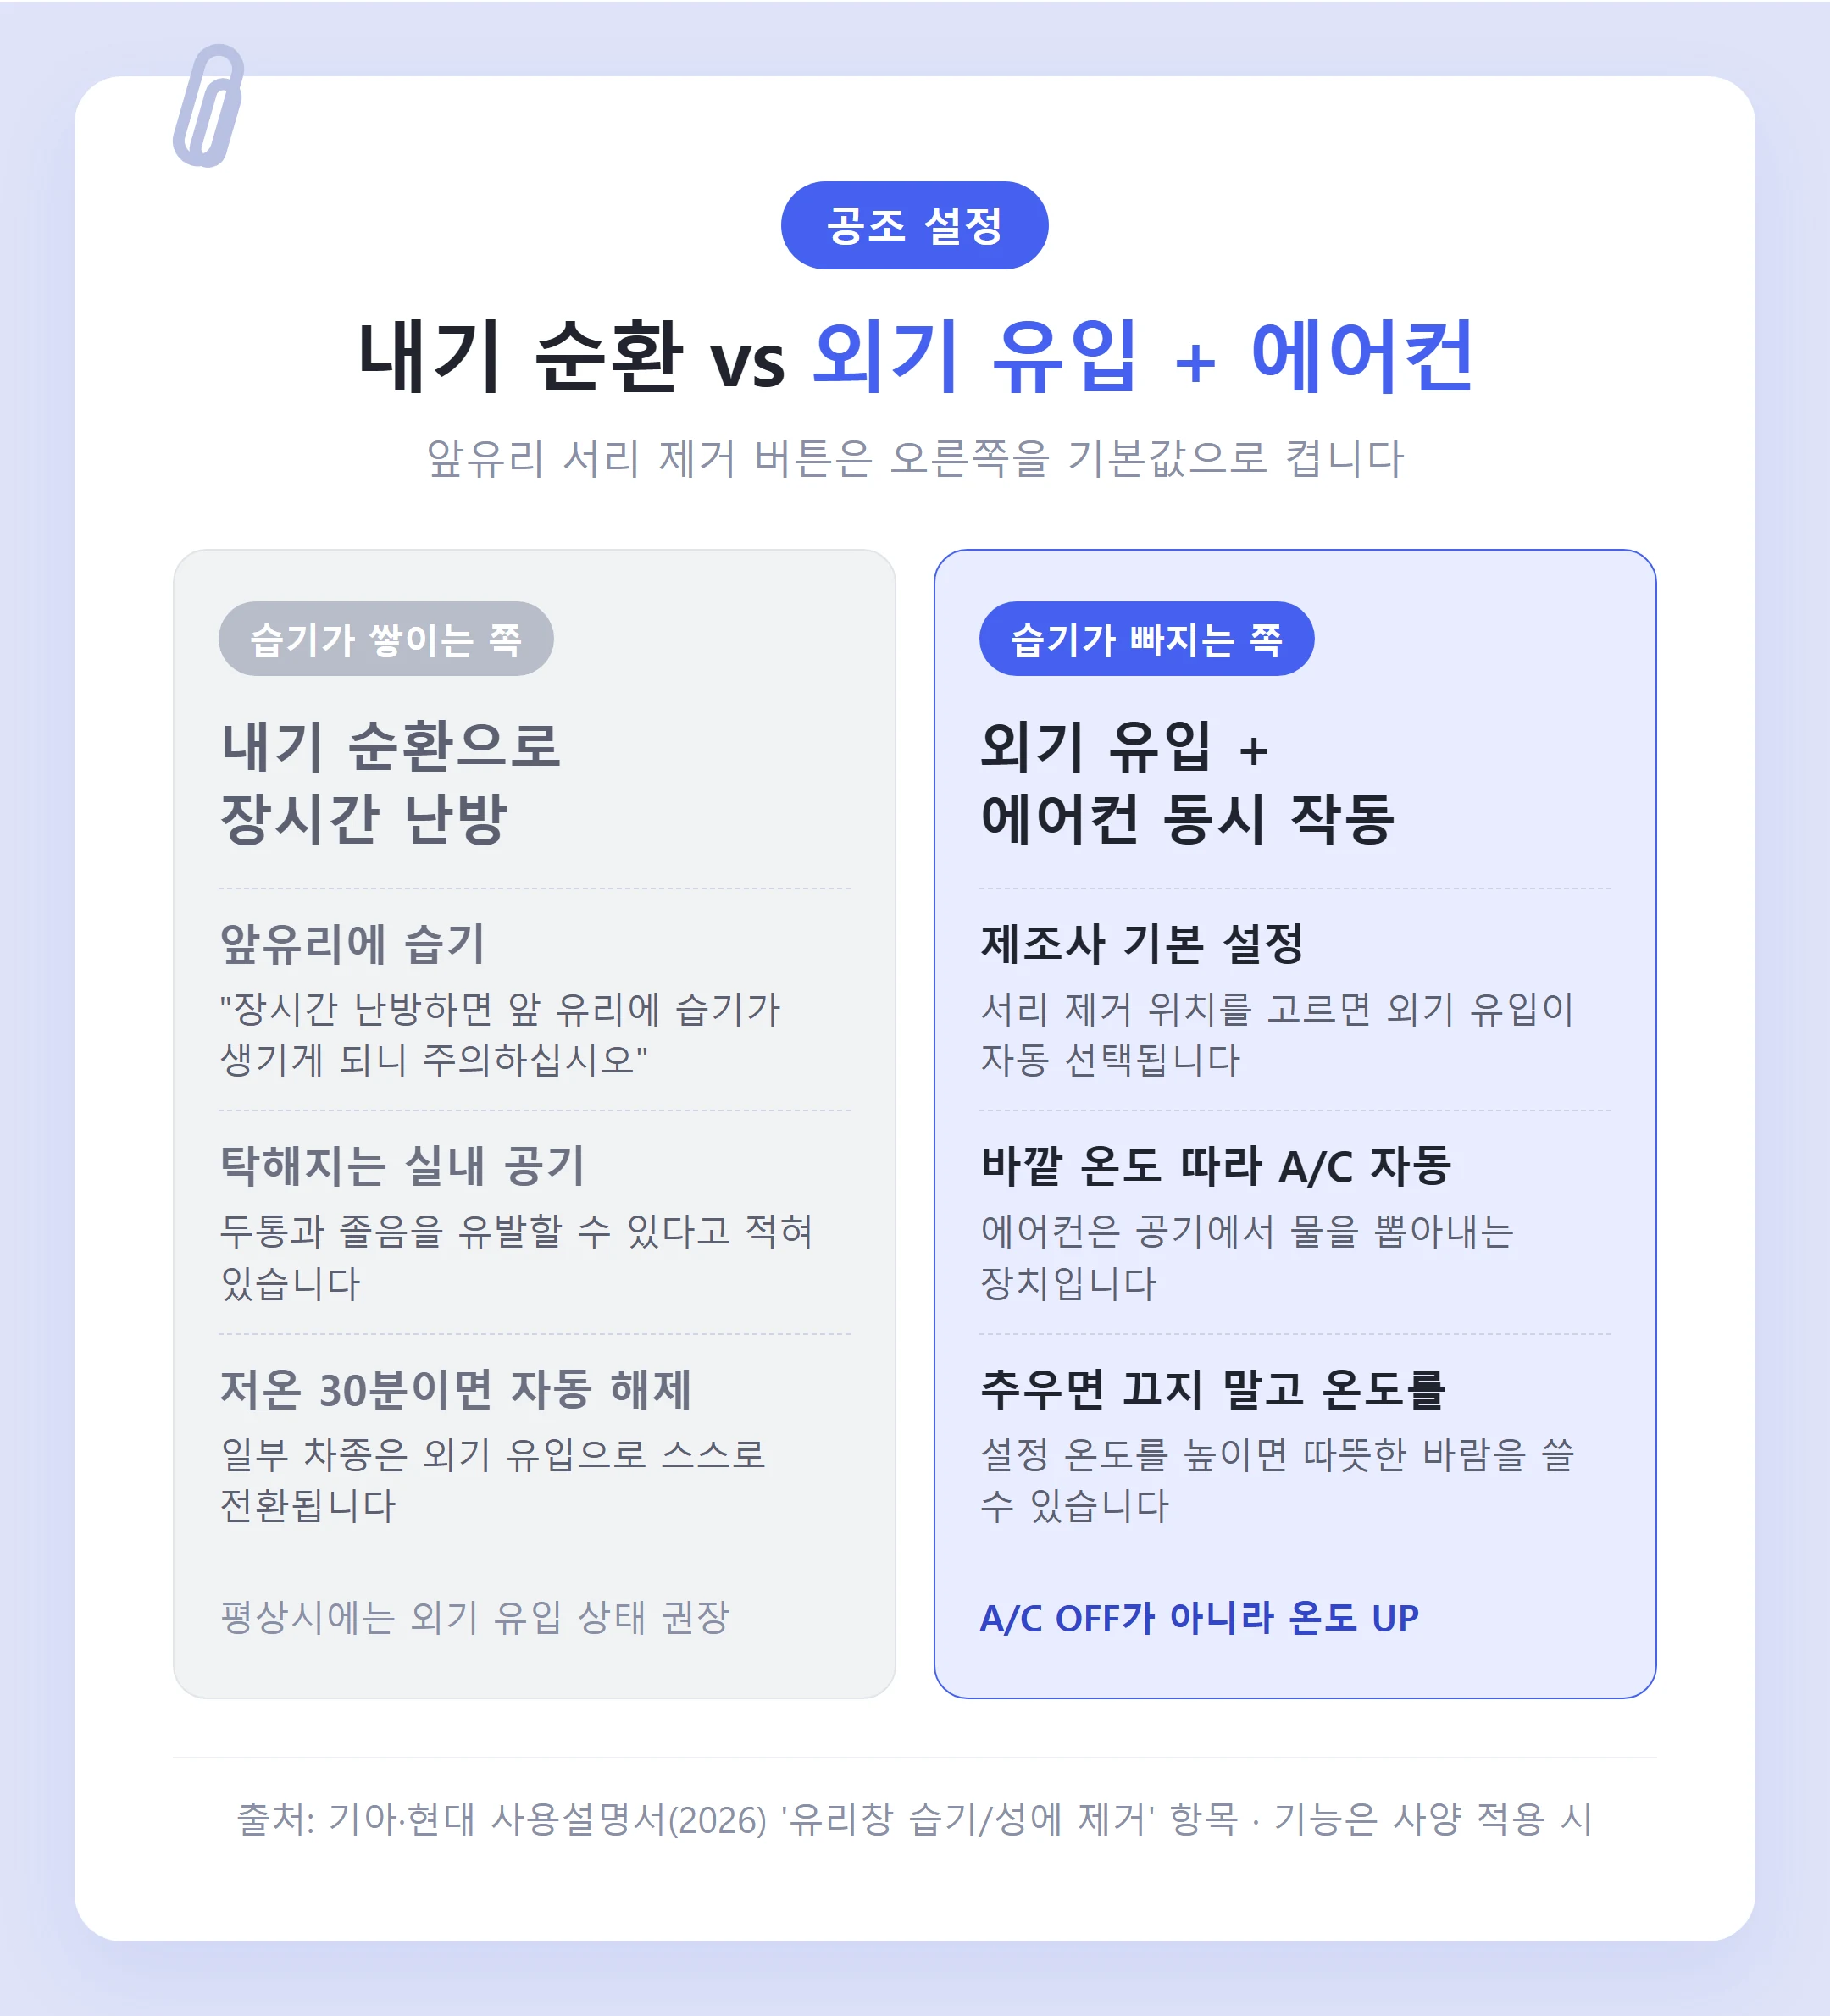 공조 설정
내기 순환 vs 외기 유입 + 에어컨
앞유리 서리 제거 버튼은 오른쪽을 기본값으로 켭니다
습기가 쌓이는 쪽
내기 순환으로
장시간 난방
앞유리에 습기
"장시간 난방하면 앞 유리에 습기가
생기게 되니 주의하십시오"
탁해지는 실내 공기
두통과 졸음을 유발할 수 있다고 적혀
있습니다
저온 30분이면 자동 해제
일부 차종은 외기 유입으로 스스로
전환됩니다
평상시에는 외기 유입 상태 권장
습기가 빠지는 쪽
외기 유입 +
에어컨 동시 작동
제조사 기본 설정
서리 제거 위치를 고르면 외기 유입이
자동 선택됩니다
바깥 온도 따라 A/C 자동
에어컨은 공기에서 물을 뽑아내는
장치입니다
추우면 끄지 말고 온도를
설정 온도를 높이면 따뜻한 바람을 쓸
수 있습니다
A/C OFF가 아니라 온도 UP
출처: 기아·현대 사용설명서(2026) '유리창 습기/성에 제거' 항목 · 기능은 사양 적용 시